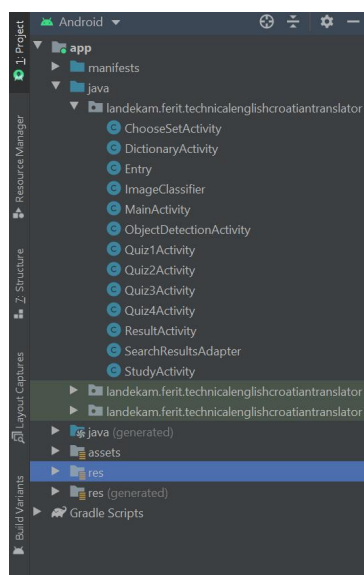 Android
1: Project
Resource Manager
Z: Structure
Layout Captures
Build Variants
app
manifests
java
landekam.ferit.technicalenglishcroatiantranslator
ChooseSetActivity
DictionaryActivity
Entry
ImageClassifier
MainActivity
ObjectDetectionActivity
Quiz1Activity
Quiz2Activity
Quiz3Activity
Quiz4Activity
ResultActivity
SearchResultsAdapter
StudyActivity
landekam.ferit.technicalenglishcroatiantranslator
landekam.ferit.technicalenglishcroatiantranslator
java (generated)
assets
res
res (generated)
Gradle Scripts